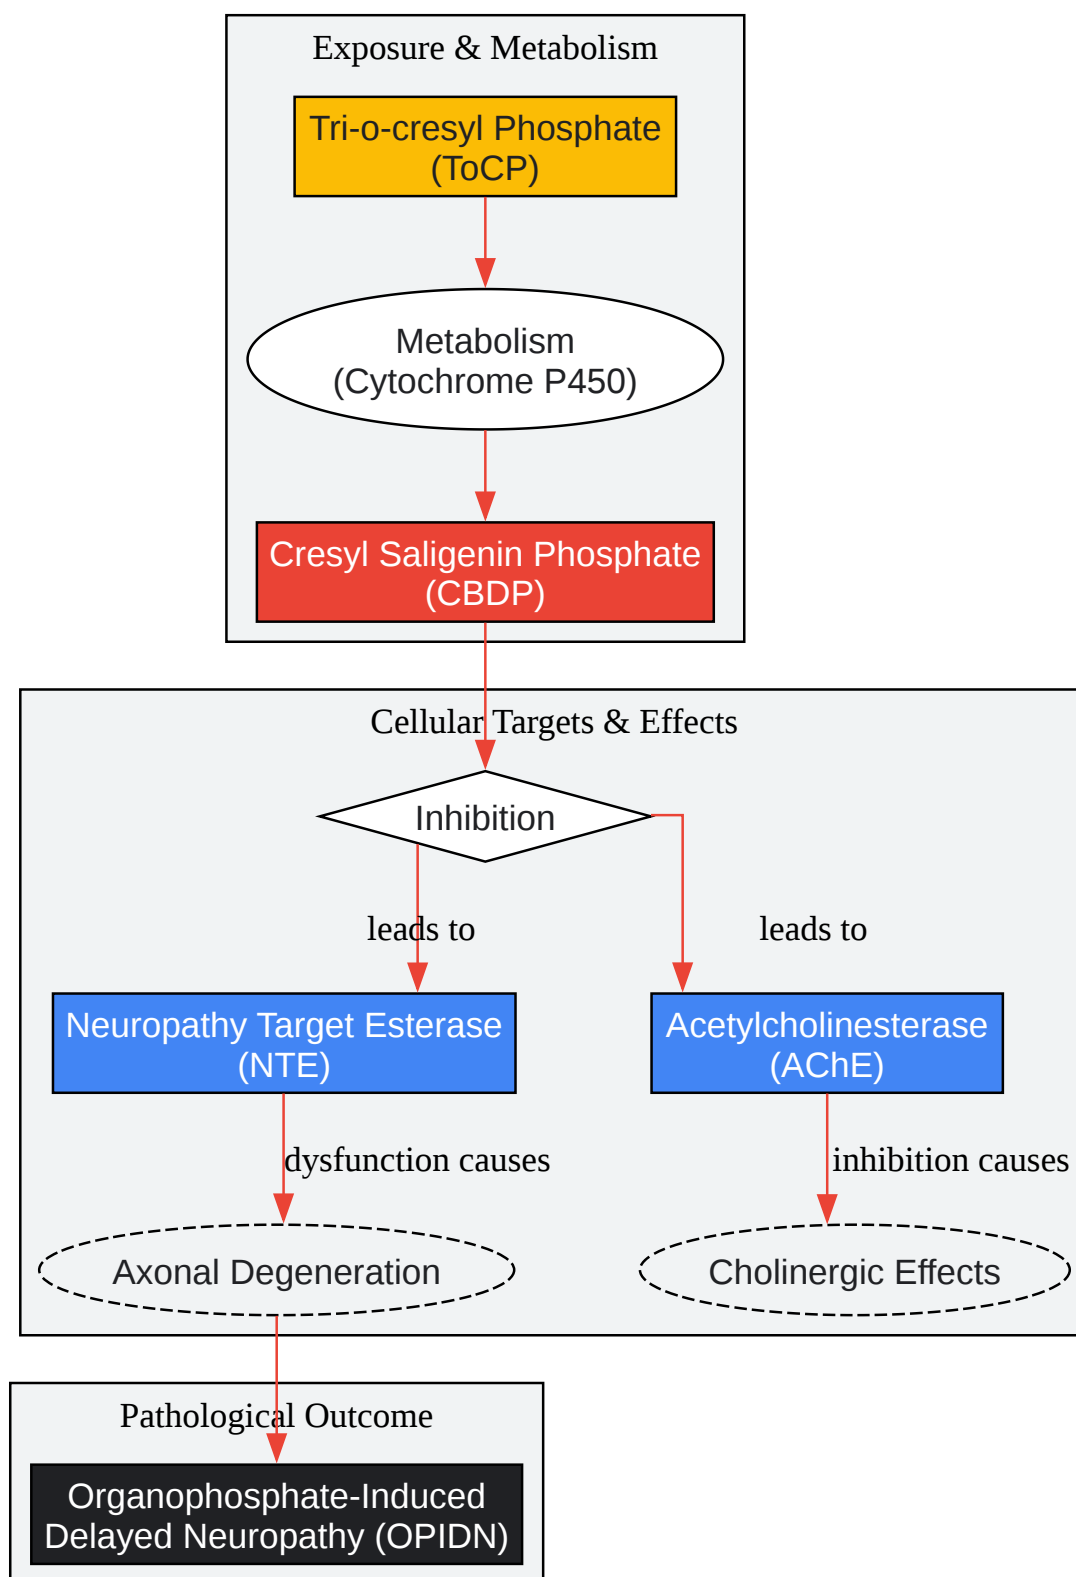 Exposure & Metabolism
Tri-o-cresyl Phosphate
(ToCP)
Metabolism
(Cytochrome P450)
Cresyl Saligenin Phosphate
(CBDP)
Cellular Targets & Effects
Inhibition
leads to
leads to
Neuropathy Target Esterase
(NTE)
Acetylcholinesterase
(AChE)
dysfunction causes
inhibition causes
Axonal Degeneration
Cholinergic Effects
Pathological Outcome
Organophosphate-Induced
Delayed Neuropathy (OPIDN)